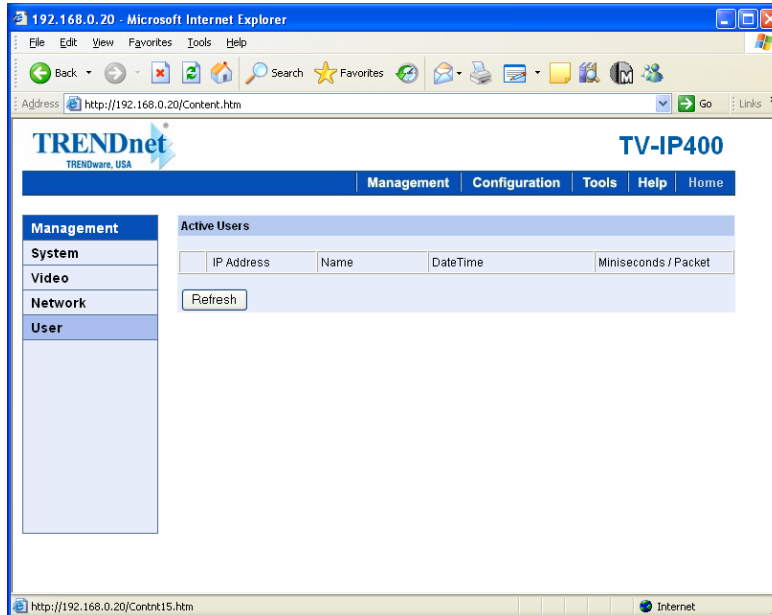 192.168.0.20 - Microsoft Internet Explorer
File Edit View Favorites Tools Help
Back Search Favorites
Address http://192.168.0.20/Content.htm Go Links
TRENDnet
TRENDware, USA
TV-IP400
Management Configuration Tools Help Home
Management
System
Video
Network
User
Active Users
IP Address Name DateTime Miniseconds / Packet
Refresh
http://192.168.0.20/Contnt15.htm Internet